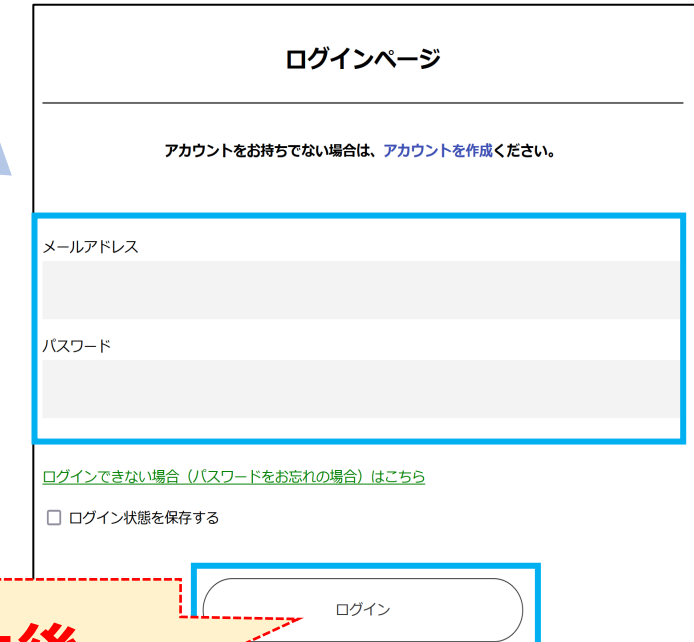 ログインページ
アカウントをお持ちでない場合は、アカウントを作成ください。
メールアドレス
パスワード
ログインできない場合（パスワードをお忘れの場合）はこちら
ログイン状態を保存する
ログイン
後